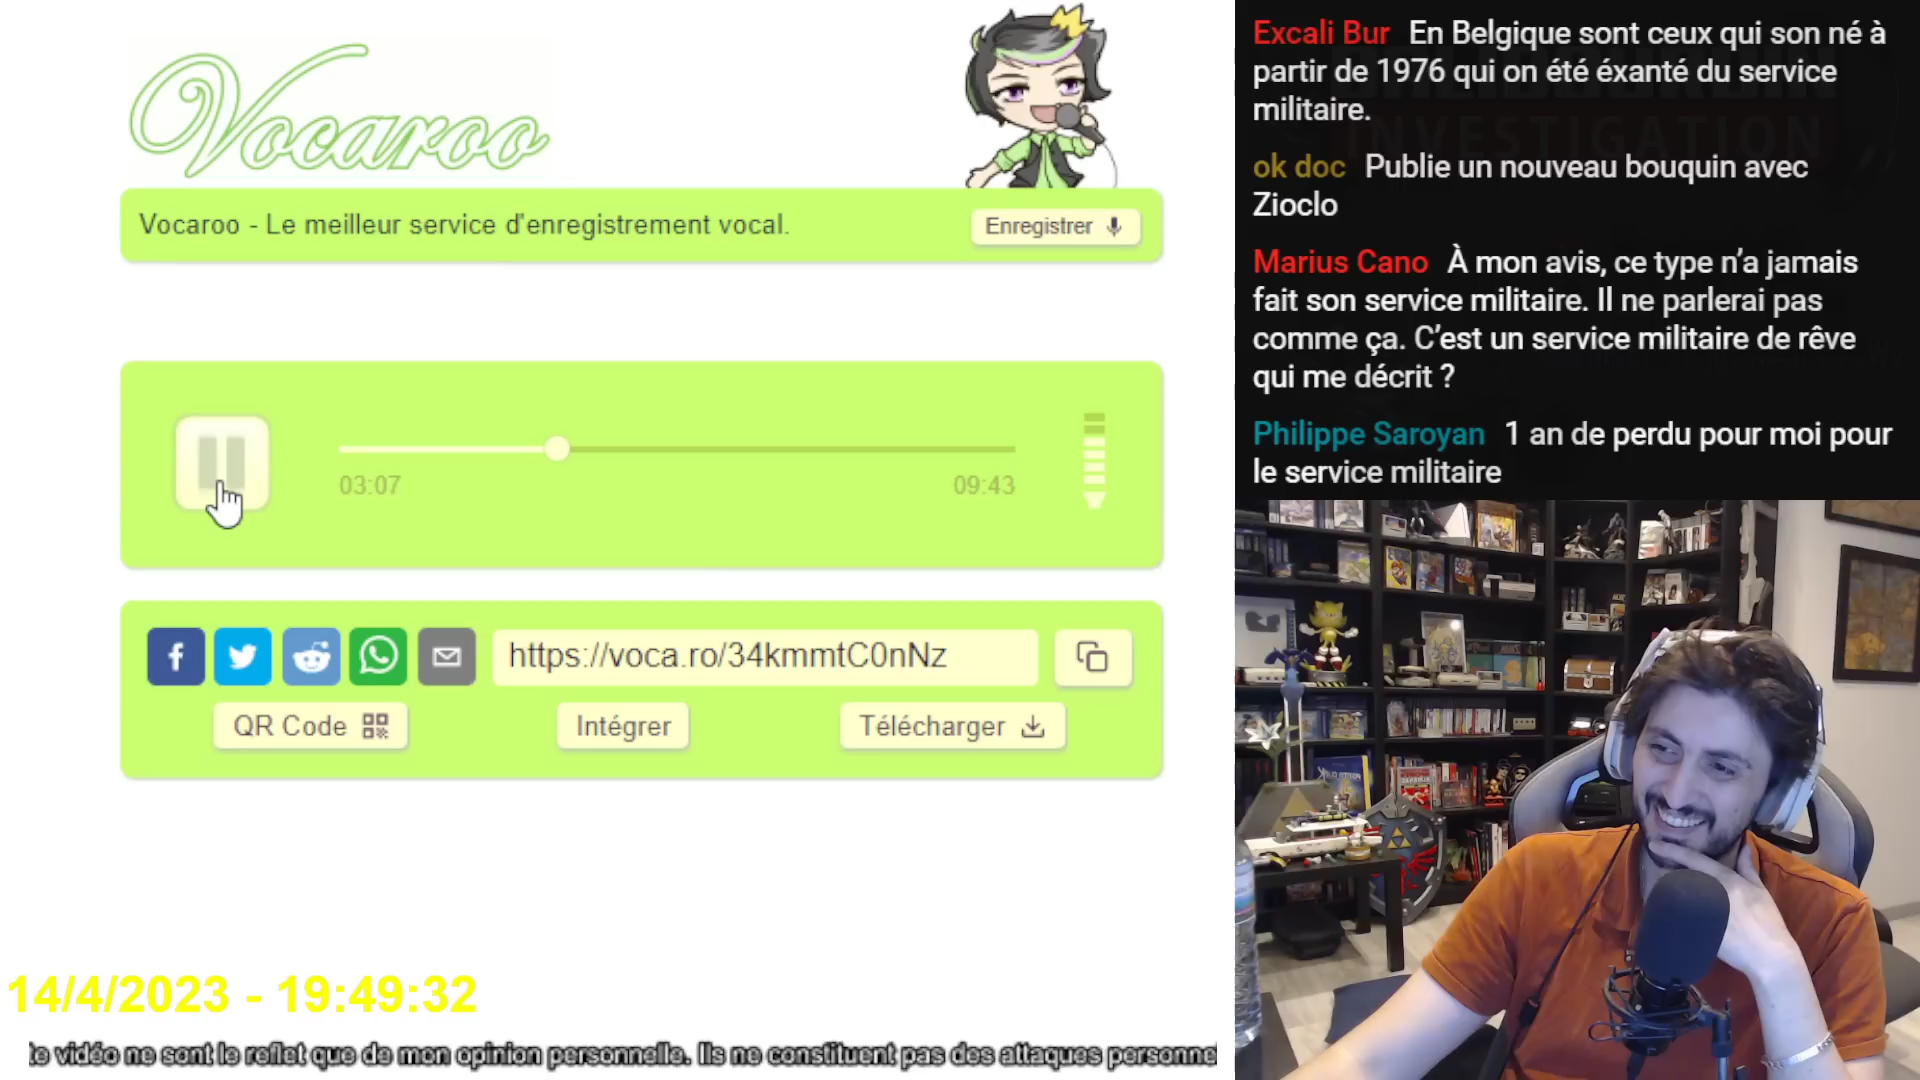 Vocaroo
Vocaroo - Le meilleur service d'enregistrement vocal.
Enregistrer
03:07
09:43
https://voca.ro/34kmmtC0nNz
QR Code
Intégrer
Télécharger
14/4/2023 - 19:49:32
vidéo ne sont le reflet que de mon opinion personnelle. Ils ne constituent pas des attaques personne
Excali Bur En Belgique sont ceux qui son né à
partir de 1976 qui on été éxanté du service
militaire.
INVESTIGATION
ok doc Publie un nouveau bouquin avec
Zioclo
Marius Cano À mon avis, ce type n’a jamais
fait son service militaire. Il ne parlerai pas
comme ça. C’est un service militaire de rêve
qui me décrit ?
Philippe Saroyan 1 an de perdu pour moi pour
le service militaire